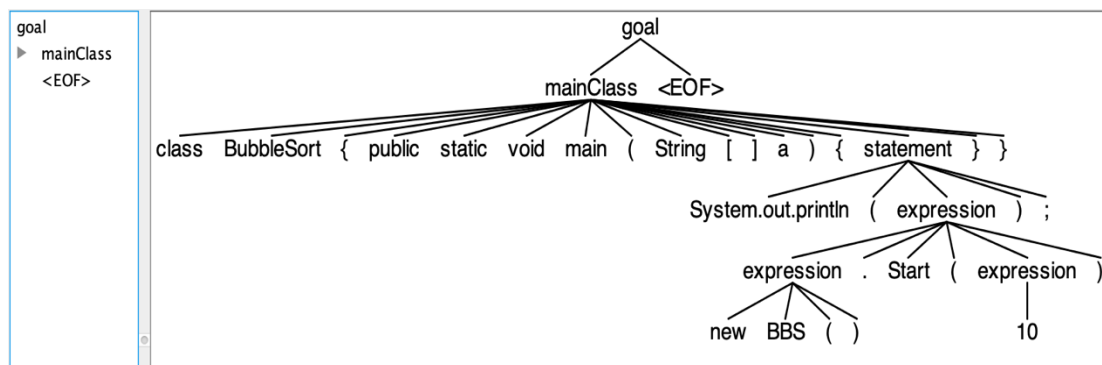 goal
mainClass
<EOF>
goal
mainClass <EOF>
class BubbleSort { public static void main ( String [ ] a ) { statement } }
System.out.println ( expression ) ;
expression . Start ( expression )
new BBS ( ) 10